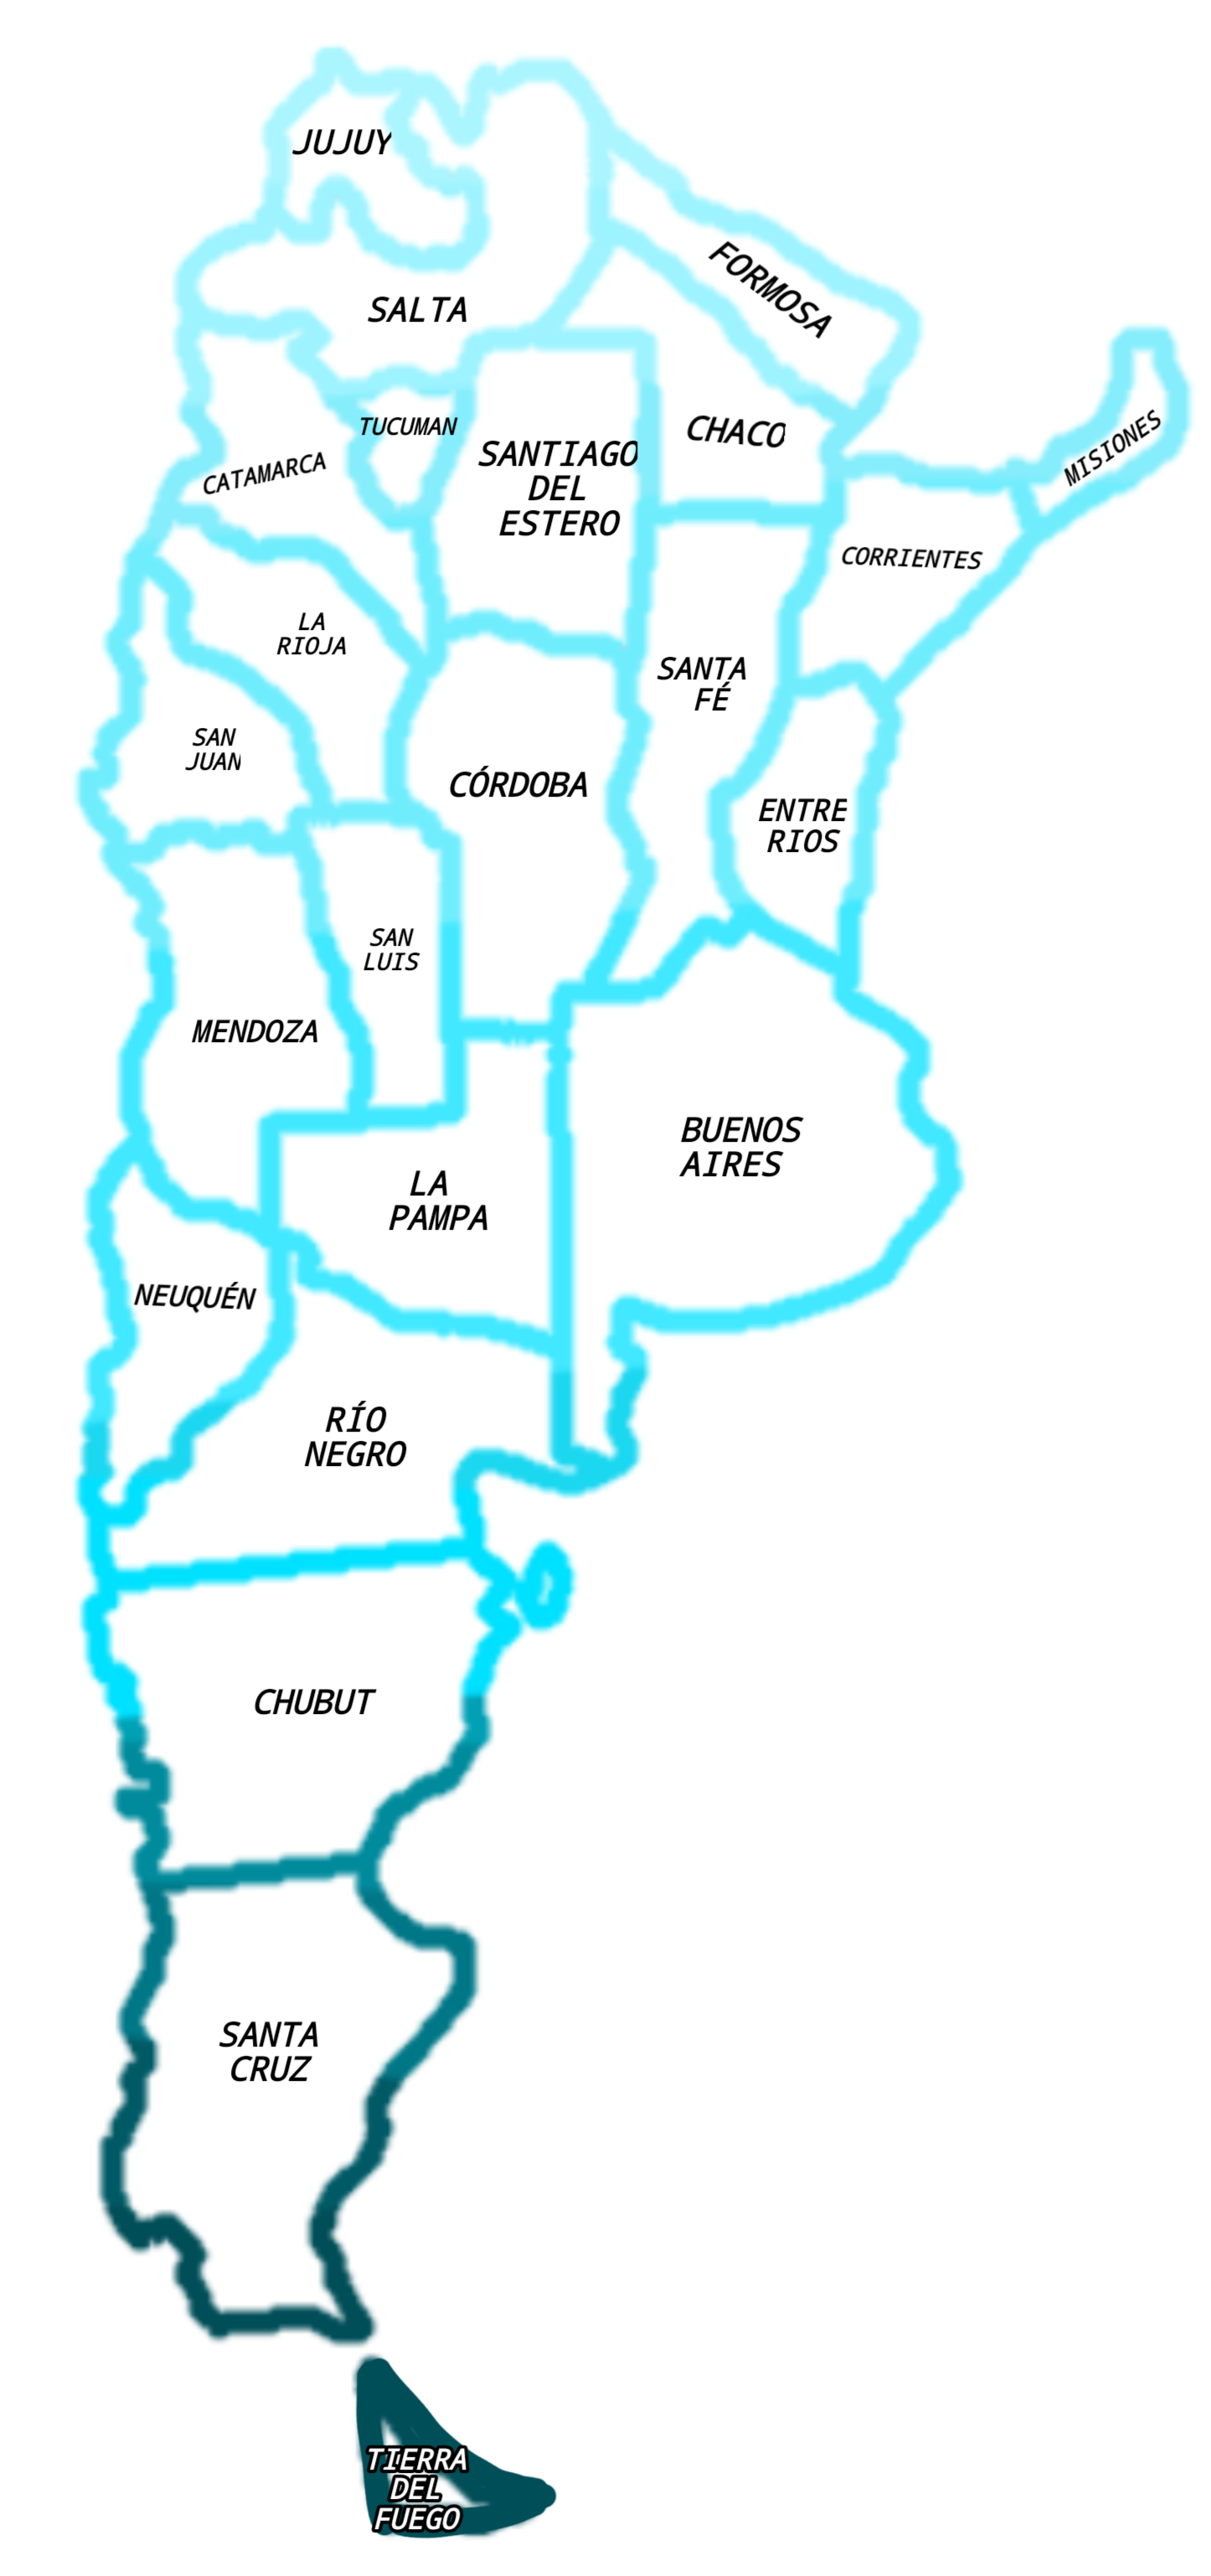 JUJUY
FORMOSA
SALTA
TUCUMAN
CHACO
MISIONES
CATAMARCA
SANTIAGO
DEL
ESTERO
CORRIENTES
LA
RIOJA
SANTA
FÉ
SAN
JUAN
CÓRDOBA
ENTRE
RIOS
SAN
LUIS
MENDOZA
BUENOS
AIRES
LA
PAMPA
NEUQUÉN
RÍO
NEGRO
CHUBUT
SANTA
CRUZ
TIERRA
DEL
FUEGO